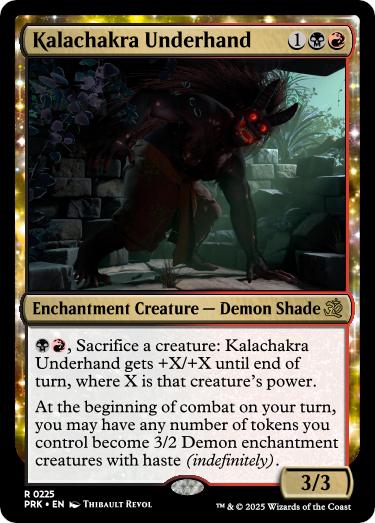 Kalachakra Underhand 1
Enchantment Creature — Demon Shade
, Sacrifice a creature: Kalachakra
Underhand gets +X/+X until end of
turn, where X is that creature's power.
At the beginning of combat on your turn,
you may have any number of tokens you
control become 3/2 Demon enchantment
creatures with haste (indefinitely).
3/3
R 0225
PRK • EN Thibault Revol
™ & © 2025 Wizards of the Coast